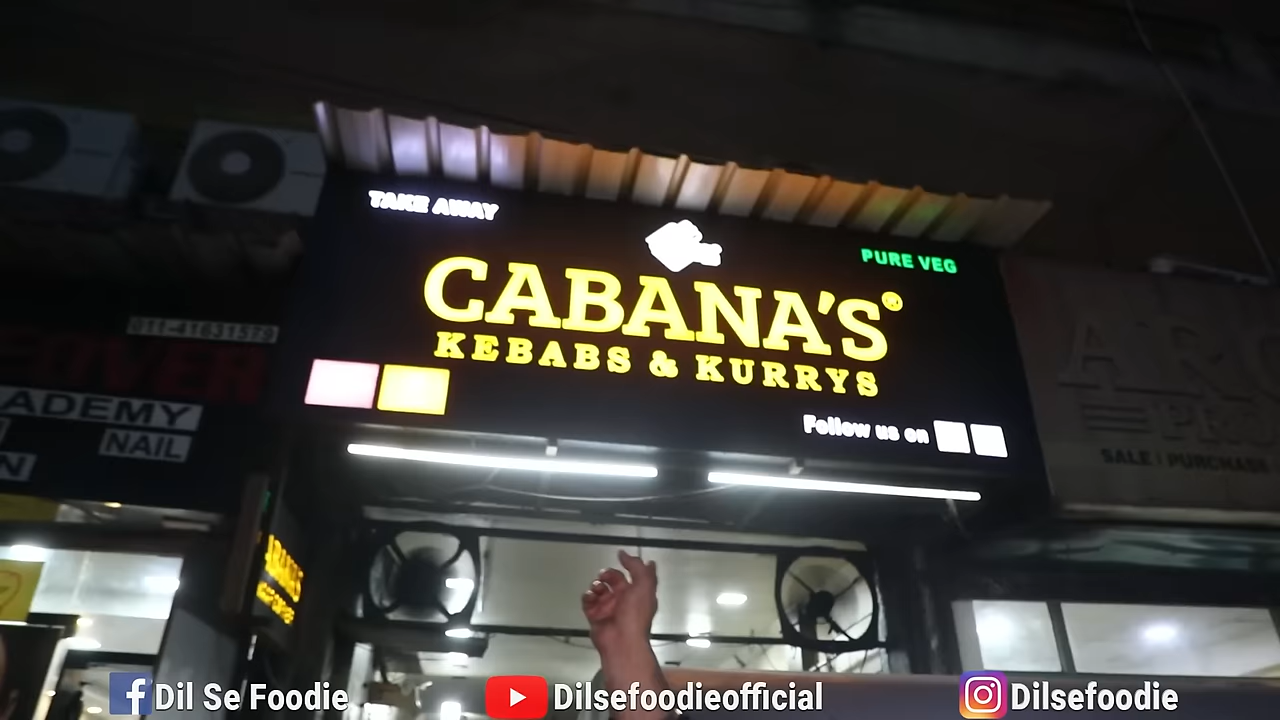 TAKE AWAY
PURE VEG
CABANA'S®
KEBABS & KURRYS
Follow us on
011-41631579
ADEMY
NAIL
SALE | PURCHASE
Dil Se Foodie
Dilsefoodieofficial
Dilsefoodie